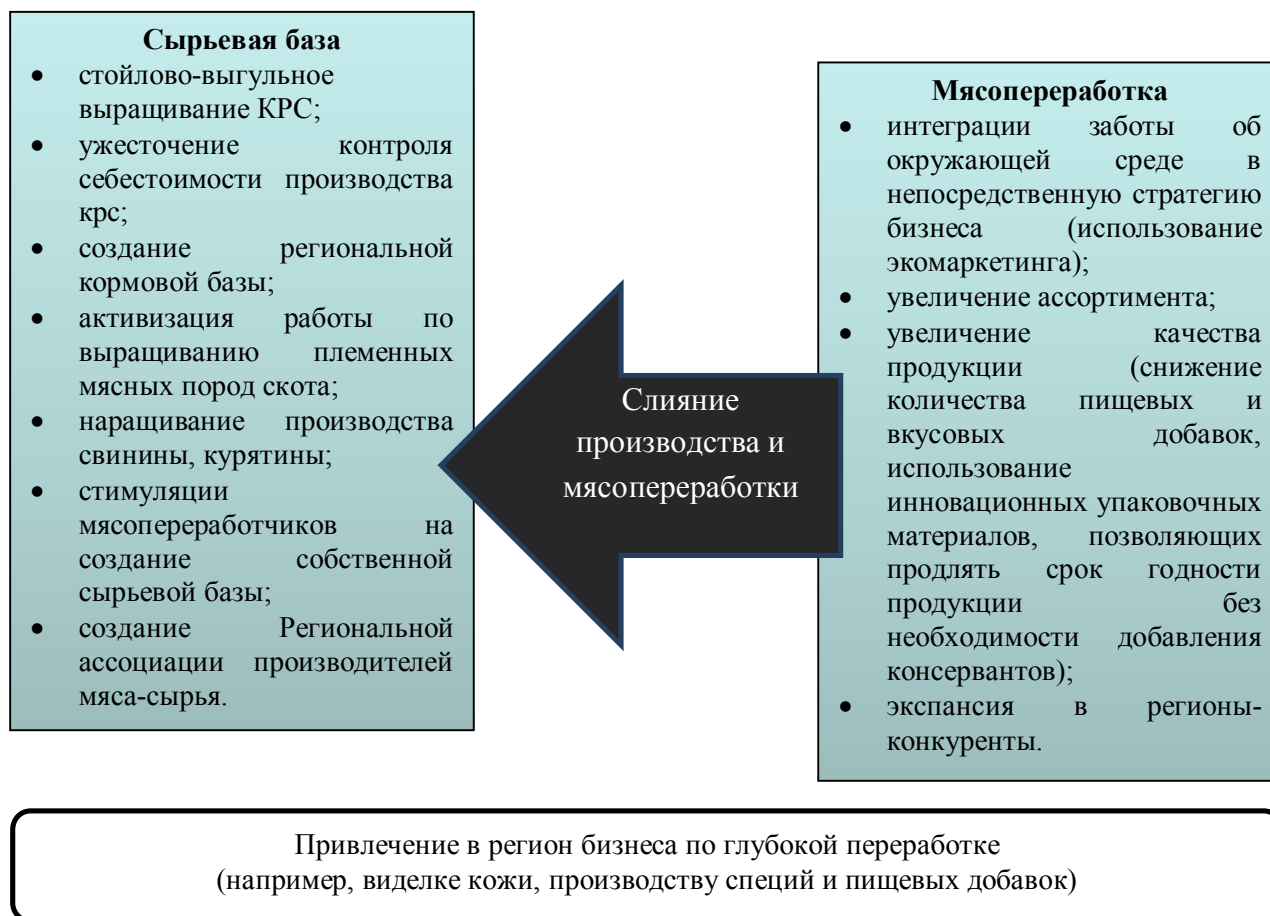 Сырьевая база
• стойлово-выгульное
выращивание КРС;
• ужесточение контроля
себестоимости производства
крс;
• создание региональной
кормовой базы;
• активизация работы по
выращиванию племенных
мясных пород скота;
• наращивание производства
свинины, курятины;
• стимуляции
мясопереработчиков на
создание собственной
сырьевой базы;
• создание Региональной
ассоциации производителей
мяса-сырья.
Слияние
производства и
мясопереработки
Мясопереработка
• интеграции заботы об
окружающей среде в
непосредственную стратегию
бизнеса (использование
экомаркетинга);
• увеличение ассортимента;
• увеличение качества
продукции (снижение
количества пищевых и
вкусовых добавок,
использование
инновационных упаковочных
материалов, позволяющих
продлять срок годности
продукции без
необходимости добавления
консервантов);
• экспансия в регионы-
конкуренты.
Привлечение в регион бизнеса по глубокой переработке
(например, виделке кожи, производству специй и пищевых добавок)